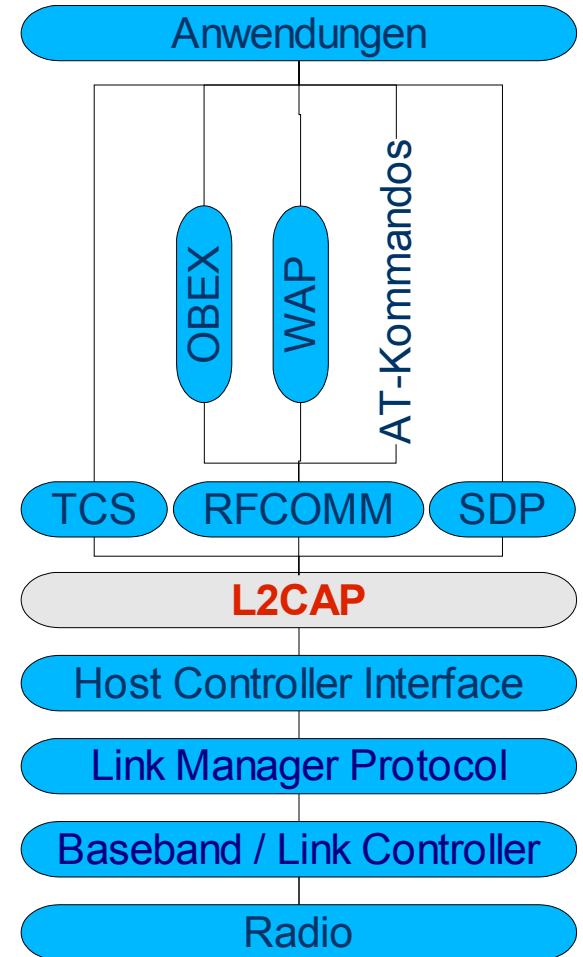 Anwendungen
OBEX
WAP
AT-Kommandos
TCS
RFCOMM
SDP
L2CAP
Host Controller Interface
Link Manager Protocol
Baseband / Link Controller
Radio